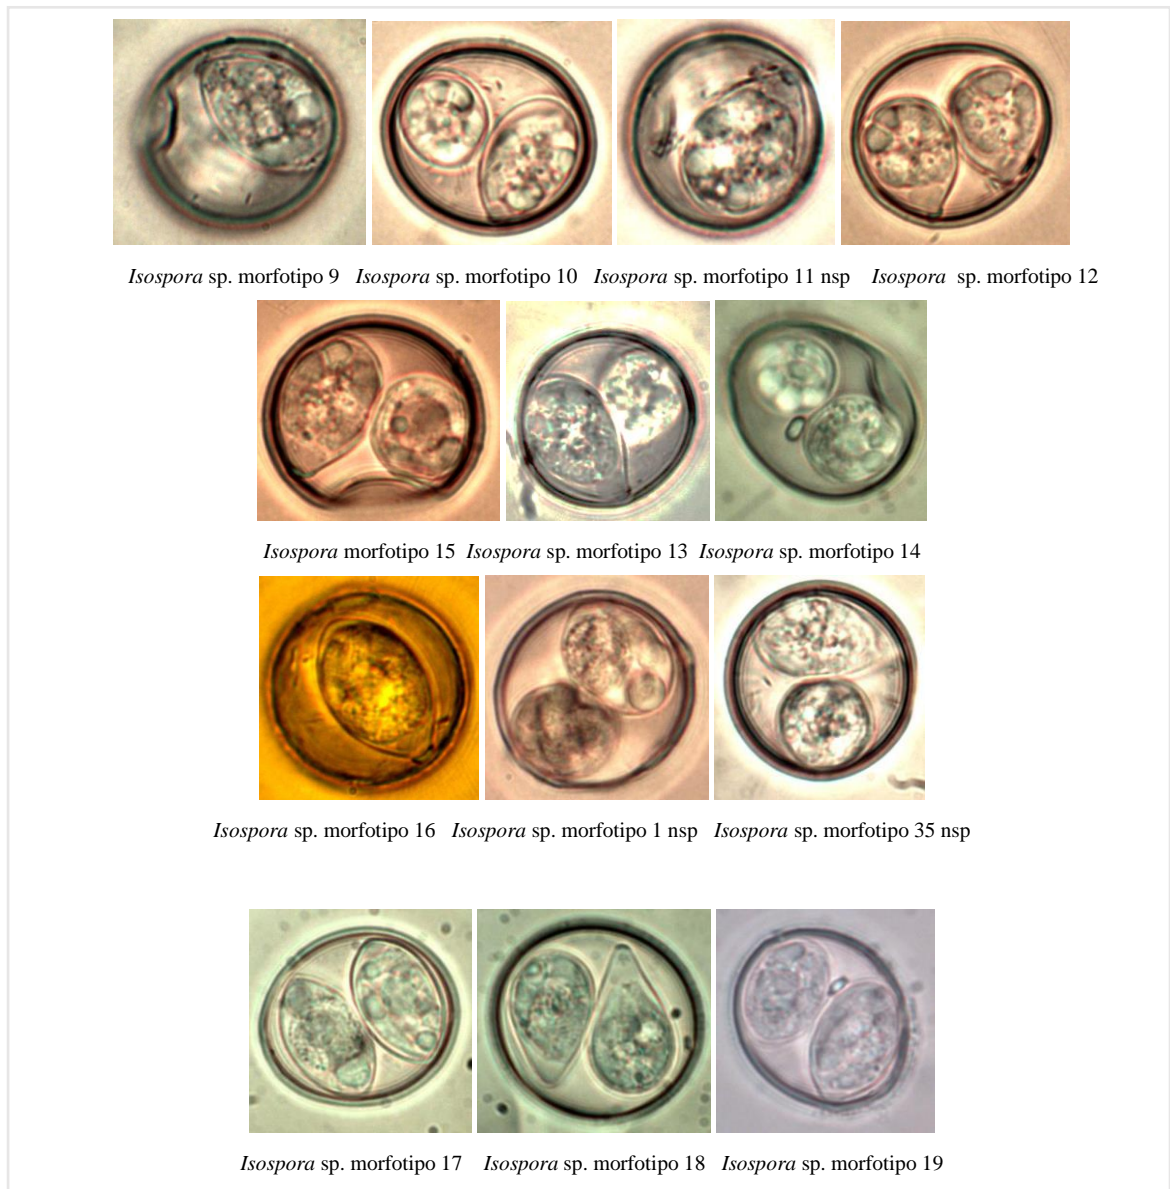 Isospora sp. morfotipo 9 Isospora sp. morfotipo 10 Isospora sp. morfotipo 11 nsp Isospora sp. morfotipo 12
Isospora morfotipo 15 Isospora sp. morfotipo 13 Isospora sp. morfotipo 14
Isospora sp. morfotipo 16 Isospora sp. morfotipo 1 nsp Isospora sp. morfotipo 35 nsp
Isospora sp. morfotipo 17 Isospora sp. morfotipo 18 Isospora sp. morfotipo 19